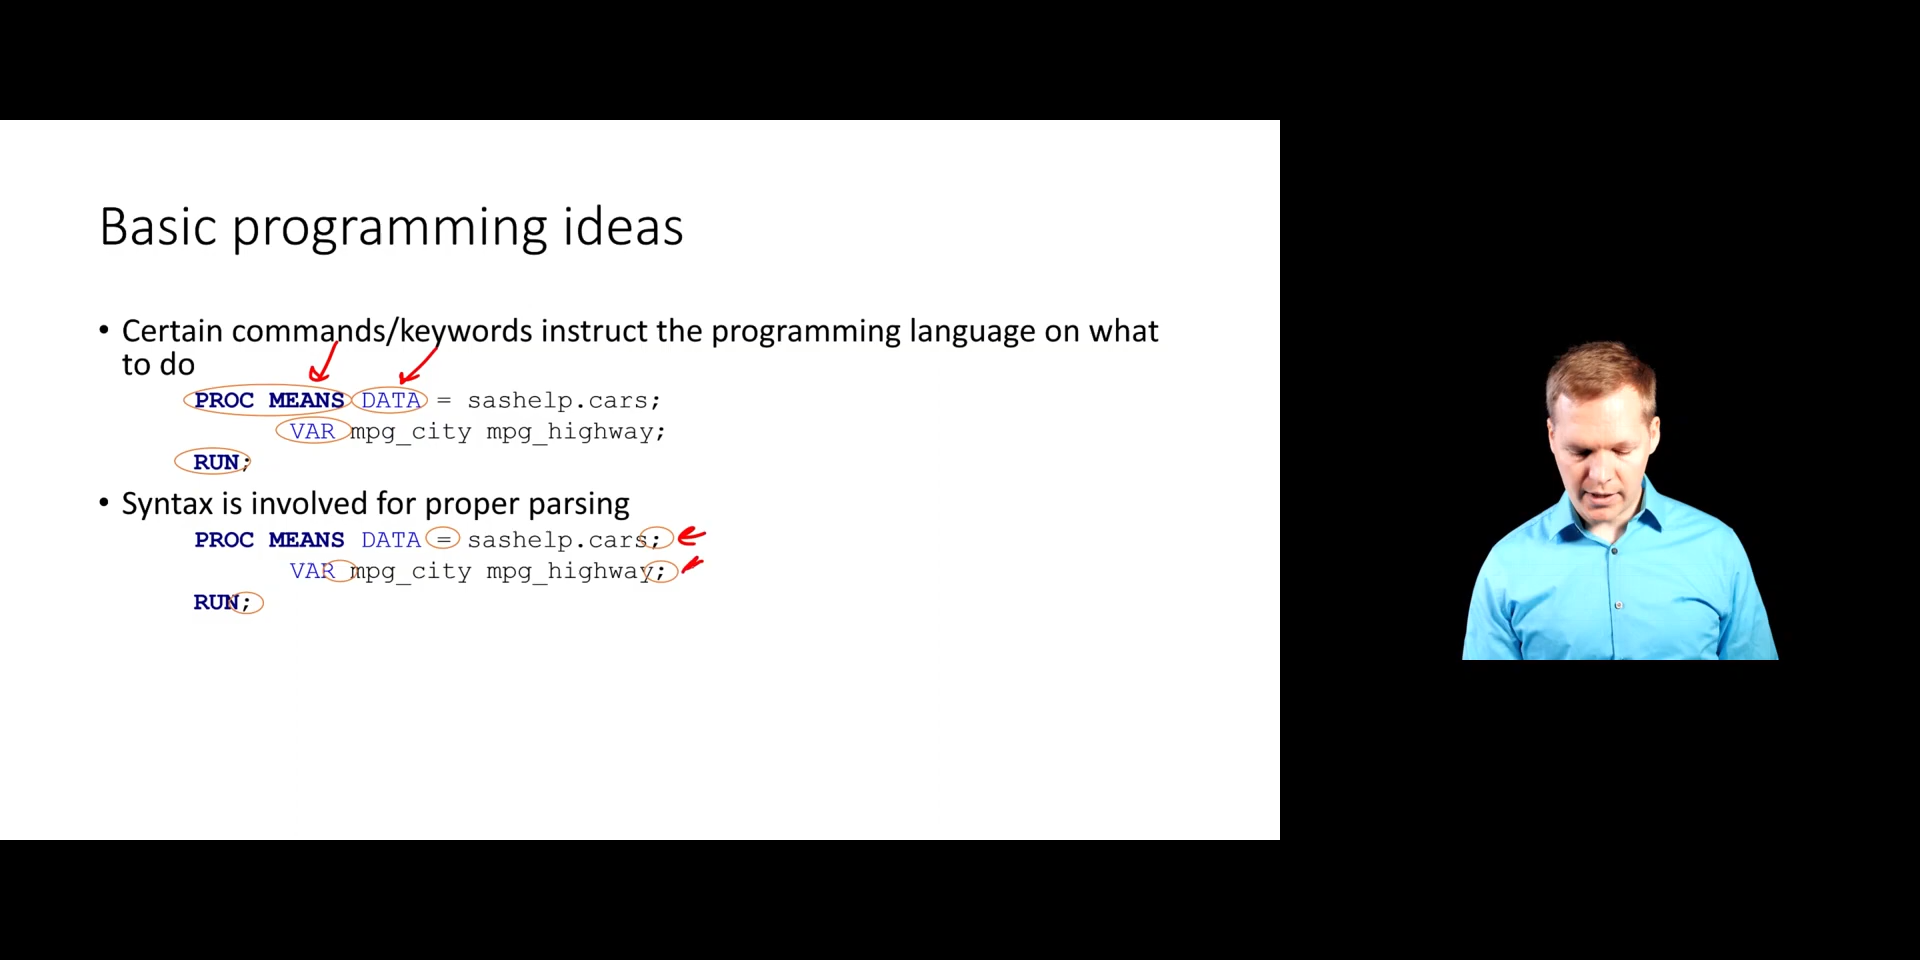 Basic programming ideas
• Certain commands/keywords instruct the programming language on what
to do
PROC MEANS DATA = sashelp.cars;
VAR mpg_city mpg_highway;
RUN;
• Syntax is involved for proper parsing
PROC MEANS DATA = sashelp.cars;
VAR mpg_city mpg_highway;
RUN;